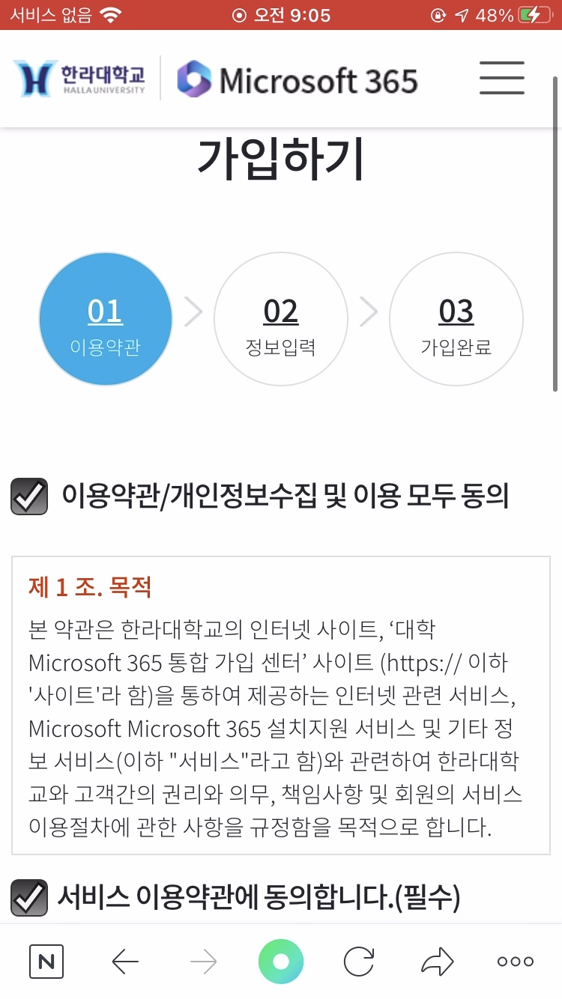 서비스 없음 오전 9:05 48%
한라대학교 Microsoft 365
HALLA UNIVERSITY
가입하기
01 02 03
이용약관 정보입력 가입완료
이용약관/개인정보수집 및 이용 모두 동의
제 1 조. 목적
본 약관은 한라대학교의 인터넷 사이트, ‘대학
Microsoft 365 통합 가입 센터’ 사이트 (https:// 이하
'사이트'라 함)을 통하여 제공하는 인터넷 관련 서비스,
Microsoft Microsoft 365 설치지원 서비스 및 기타 정
보 서비스(이하 "서비스"라고 함)와 관련하여 한라대학
교와 고객간의 권리와 의무, 책임사항 및 회원의 서비스
이용절차에 관한 사항을 규정함을 목적으로 합니다.
서비스 이용약관에 동의합니다.(필수)
N